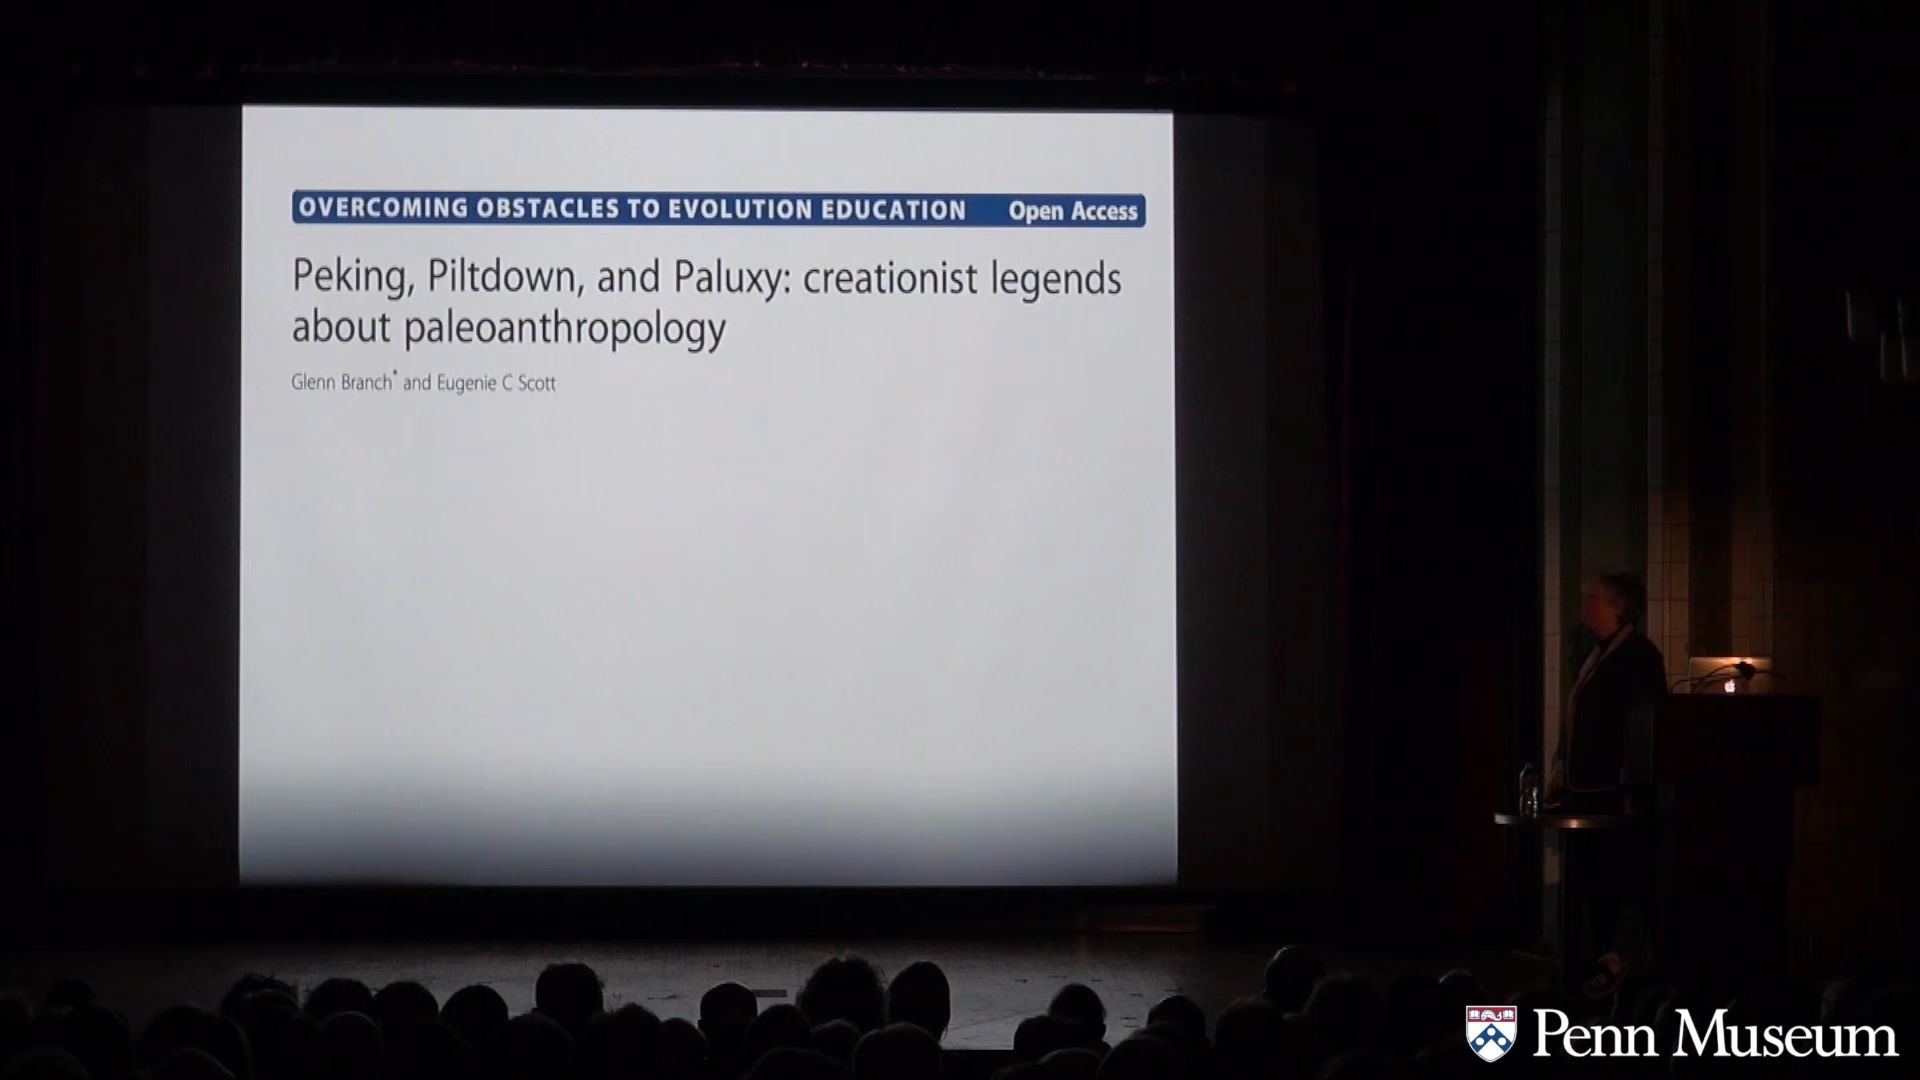 OVERCOMING OBSTACLES TO EVOLUTION EDUCATION Open Access
Peking, Piltdown, and Paluxy: creationist legends
about paleoanthropology
Glenn Branch* and Eugenie C Scott
Penn Museum